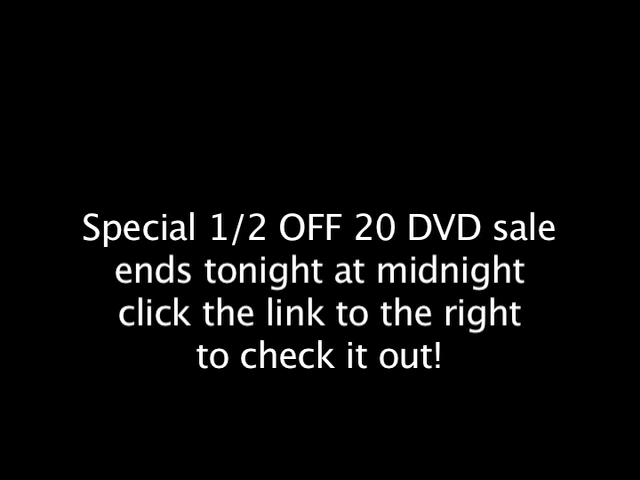 Special 1/2 OFF 20 DVD sale
ends tonight at midnight
click the link to the right
to check it out!